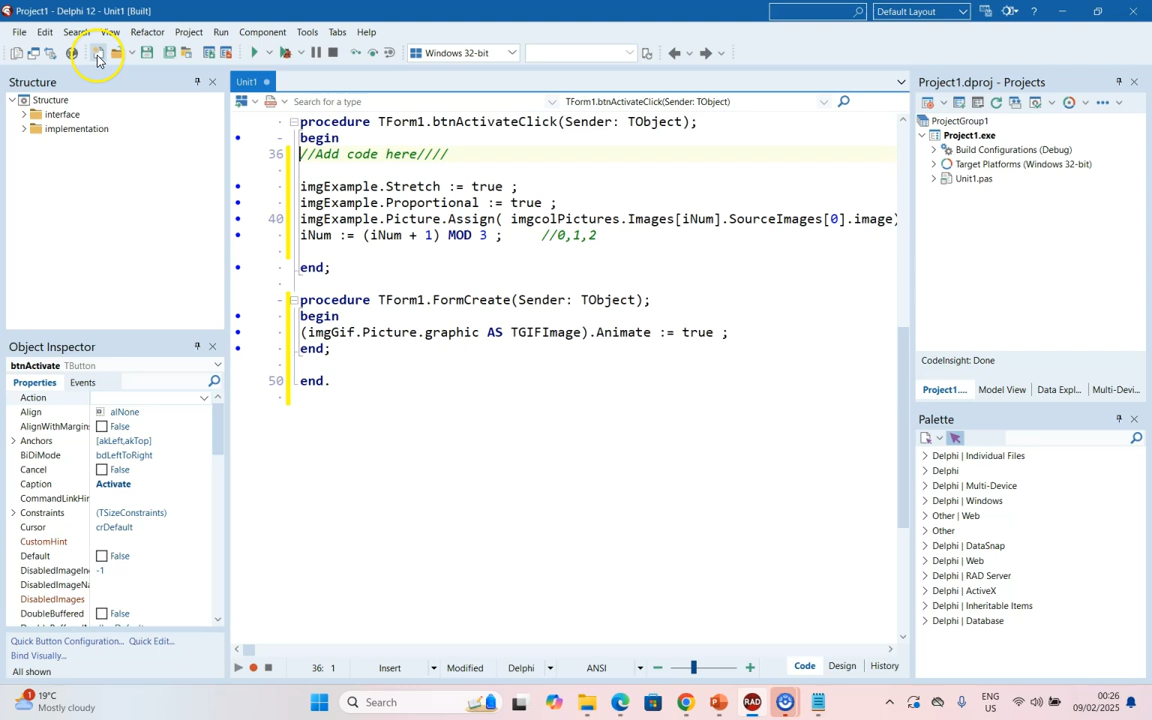 Project1 - Delphi 12 - Unit1 [Built]
Default Layout
File Edit Search View Refactor Project Run Component Tools Tabs Help
Windows 32-bit
Structure
Structure
interface
implementation
Object Inspector
btnActivate TButton
Properties Events
Action
Align alNone
AlignWithMargins False
Anchors [akLeft,akTop]
BiDiMode bdLeftToRight
Cancel False
Caption Activate
CommandLinkHin
Constraints (TSizeConstraints)
Cursor crDefault
CustomHint
Default False
DisabledImageIn -1
DisabledImageNa
DisabledImages
DoubleBuffered False
Quick Button Configuration... Quick Edit...
Bind Visually...
All shown
Unit1
Search for a type TForm1.btnActivateClick(Sender: TObject)
procedure TForm1.btnActivateClick(Sender: TObject);
begin
36 //Add code here////
imgExample.Stretch := true ;
imgExample.Proportional := true ;
40 imgExample.Picture.Assign( imgcolPictures.Images[iNum].SourceImages[0].image)
iNum := (iNum + 1) MOD 3 ; //0,1,2
end;
procedure TForm1.FormCreate(Sender: TObject);
begin
(imgGif.Picture.graphic AS TGIFImage).Animate := true ;
end;
50 end.
36: 1 Insert Modified Delphi ANSI Code Design History
Project1.dproj - Projects
ProjectGroup1
Project1.exe
Build Configurations (Debug)
Target Platforms (Windows 32-bit)
Unit1.pas
CodeInsight: Done
Project1.... Model View Data Expl... Multi-Devi...
Palette
Delphi | Individual Files
Delphi
Delphi | Multi-Device
Delphi | Windows
Other | Web
Other
Delphi | DataSnap
Delphi | Web
Delphi | RAD Server
Delphi | ActiveX
Delphi | Inheritable Items
Delphi | Database
1
19°C
Mostly cloudy
Search
RAD
ENG
US
00:26
09/02/2025